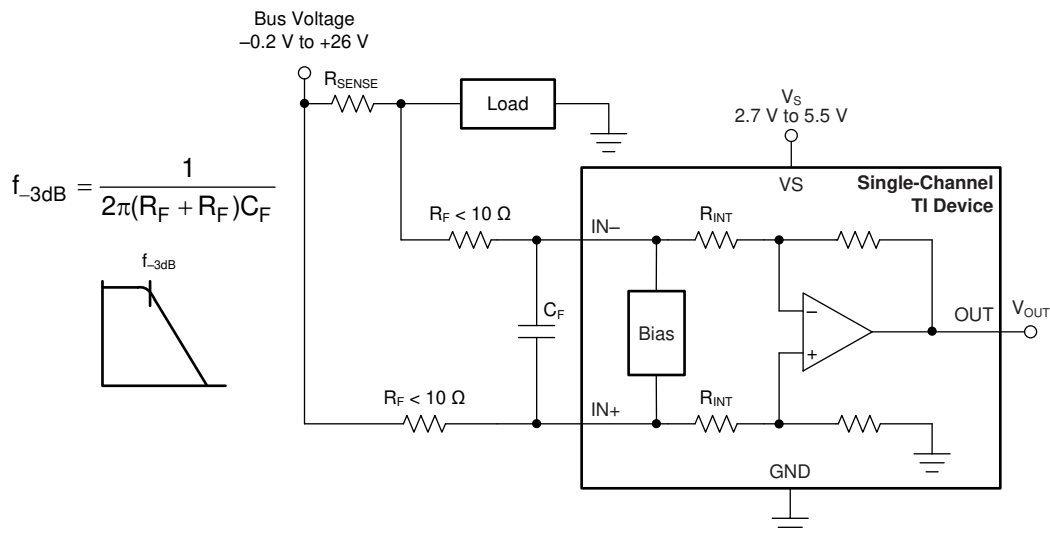 Bus Voltage
–0.2 V to +26 V
R_SENSE
Load
V_S
2.7 V to 5.5 V
f_–3dB = 1 / 2π(R_F + R_F)C_F
VS
Single-Channel
TI Device
R_F < 10 Ω
IN–
R_INT
f_–3dB
C_F
Bias
–
+
OUT
V_OUT
R_F < 10 Ω
IN+
R_INT
GND